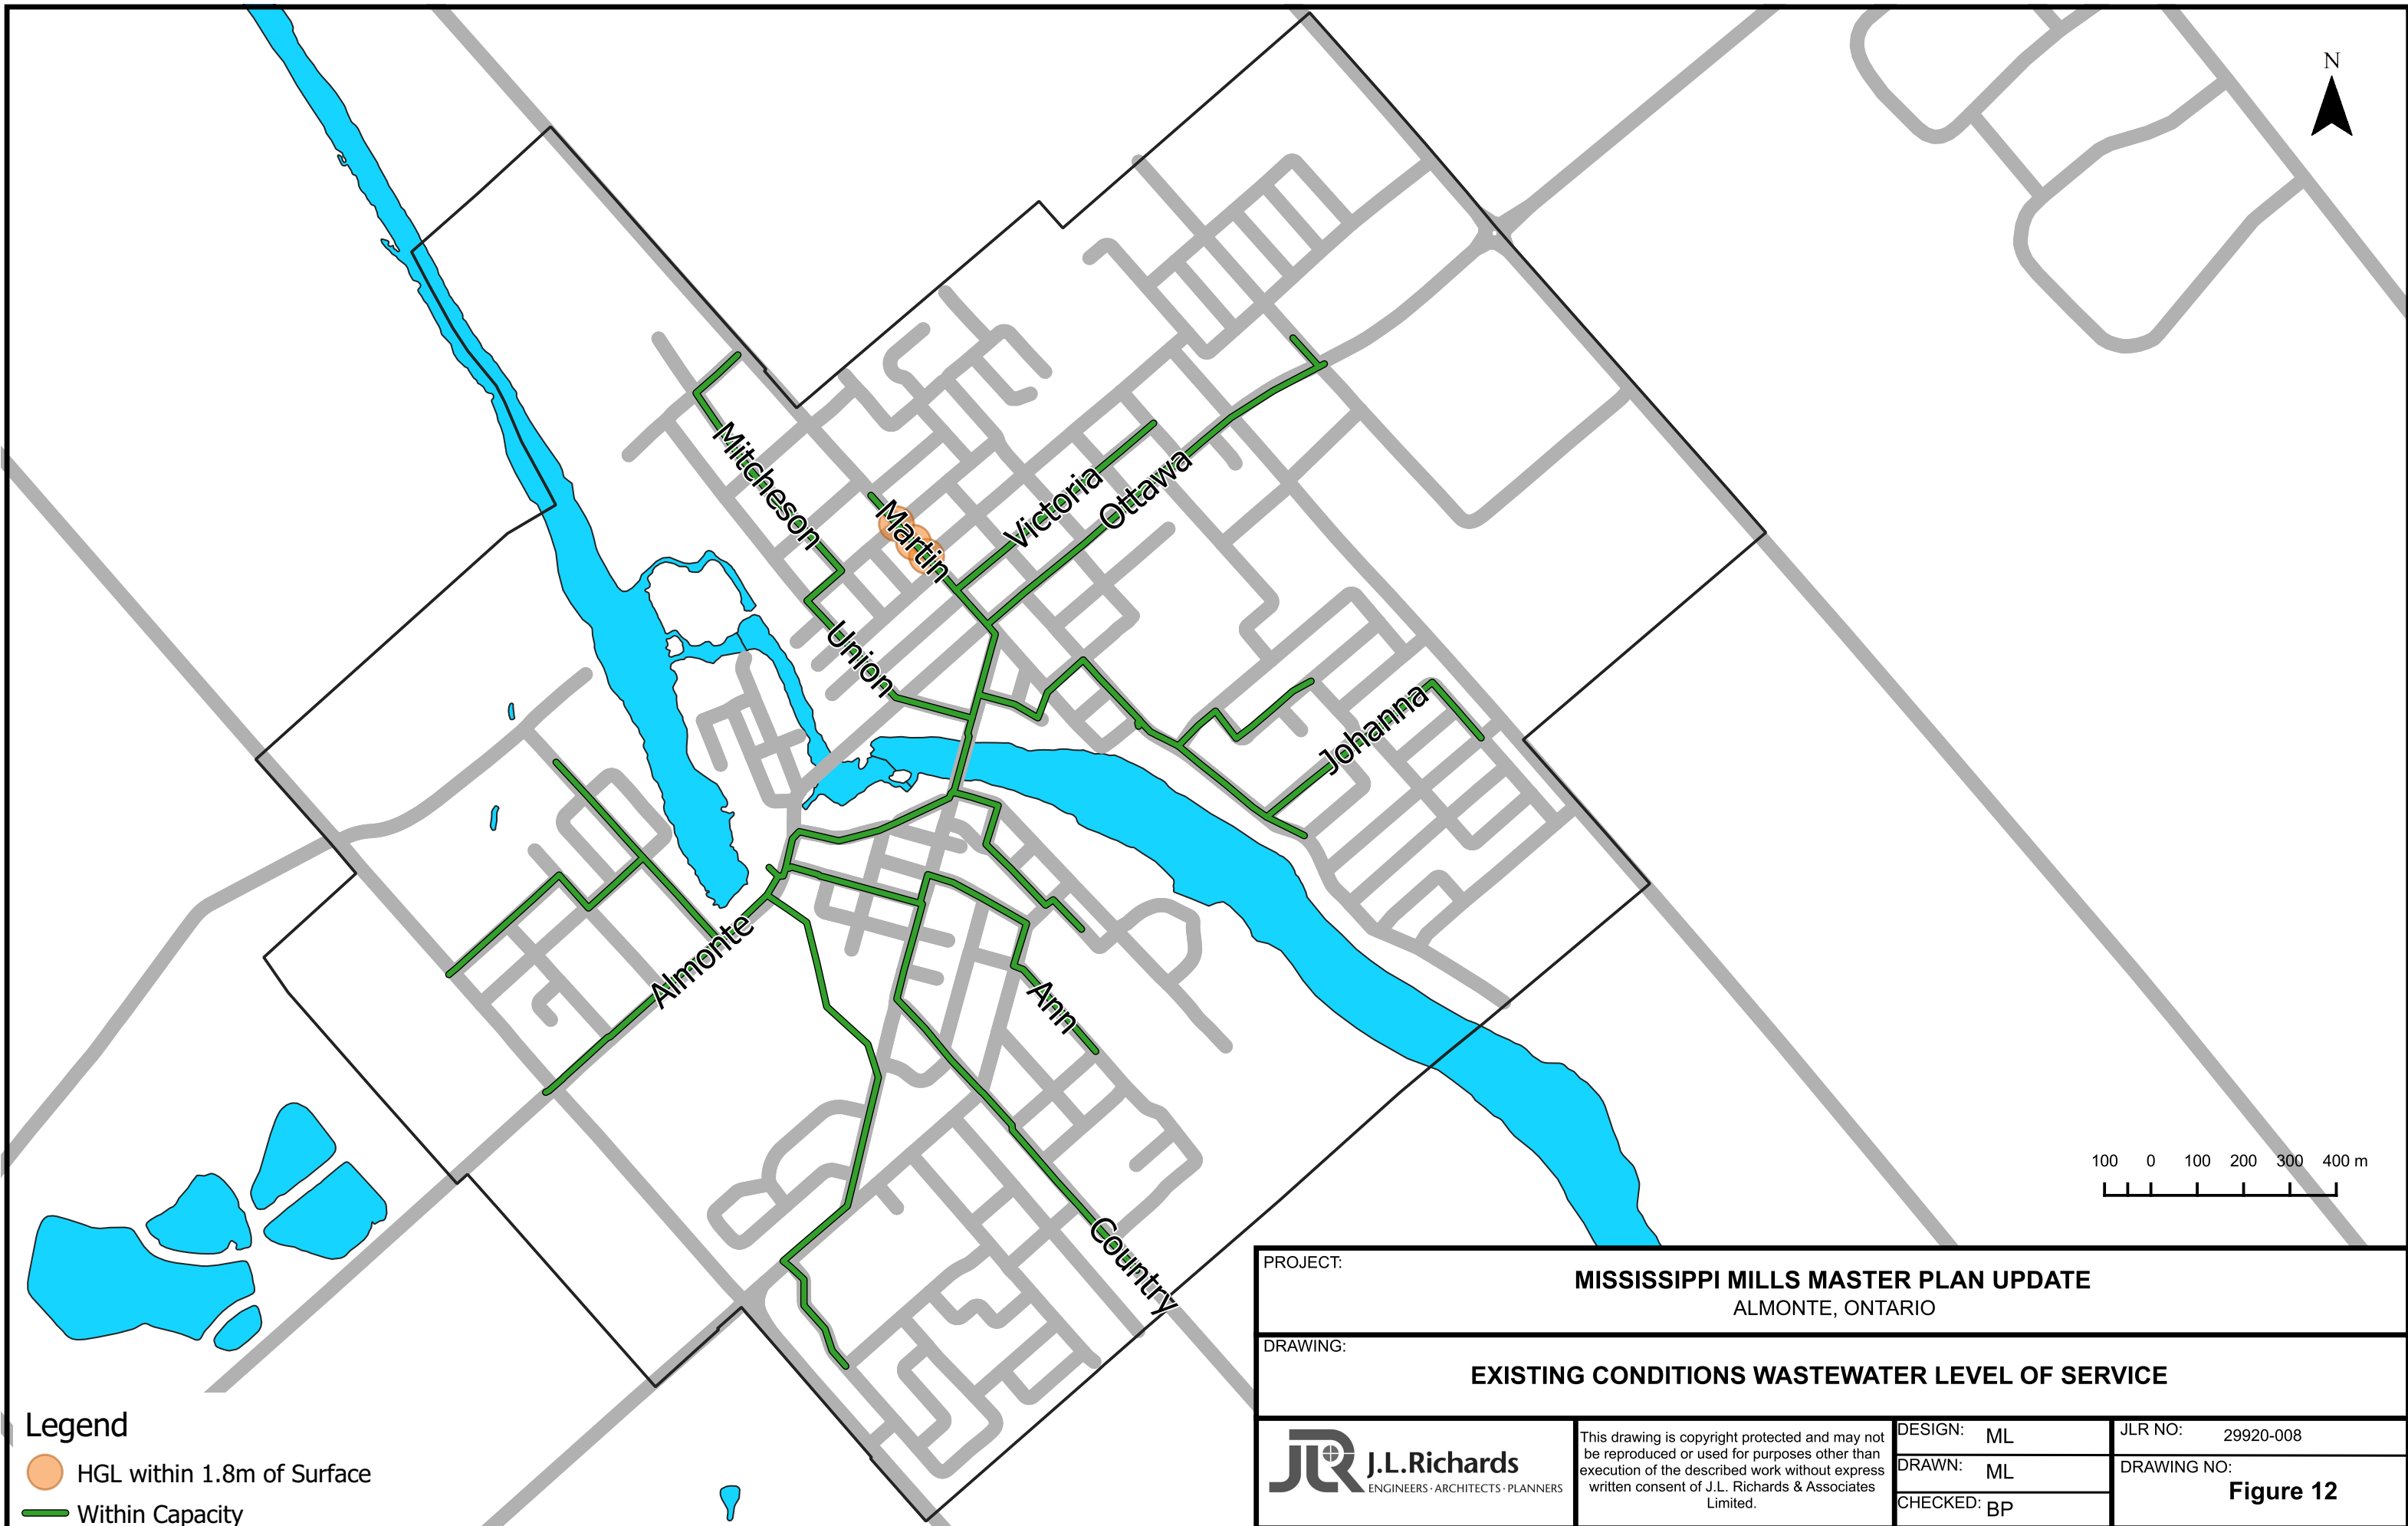 N
Mitcheson
Martin
Victoria
Ottawa
Union
Johanna
Almonte
Ann
Country
100 0 100 200 300 400 m
Legend
HGL within 1.8m of Surface
Within Capacity
PROJECT:
MISSISSIPPI MILLS MASTER PLAN UPDATE
ALMONTE, ONTARIO
DRAWING:
EXISTING CONDITIONS WASTEWATER LEVEL OF SERVICE
JLR
J.L.Richards
ENGINEERS · ARCHITECTS · PLANNERS
This drawing is copyright protected and may not
be reproduced or used for purposes other than
execution of the described work without express
written consent of J.L. Richards & Associates
Limited.
DESIGN: ML
DRAWN: ML
CHECKED: BP
JLR NO: 29920-008
DRAWING NO:
Figure 12